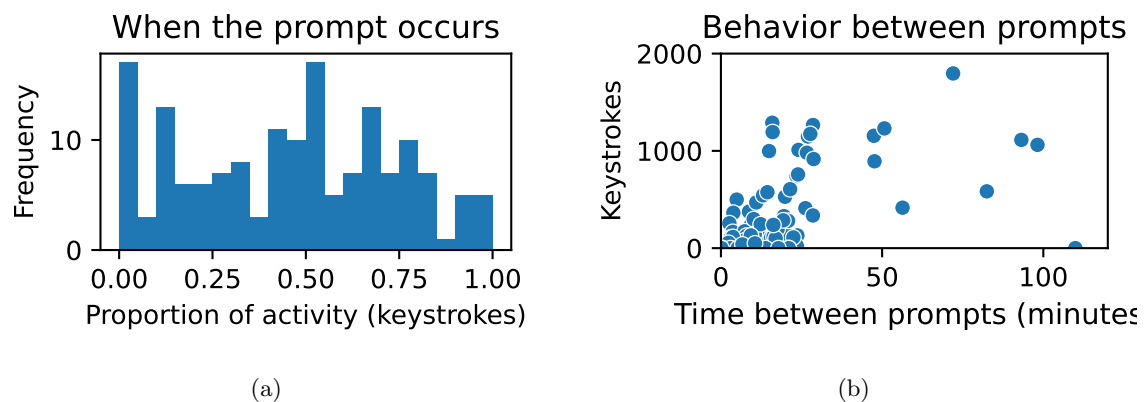 When the prompt occurs
Frequency
10
0
0.00 0.25 0.50 0.75 1.00
Proportion of activity (keystrokes)
(a)
Behavior between prompts
Keystrokes
2000
1000
0
0 50 100
Time between prompts (minutes
(b)